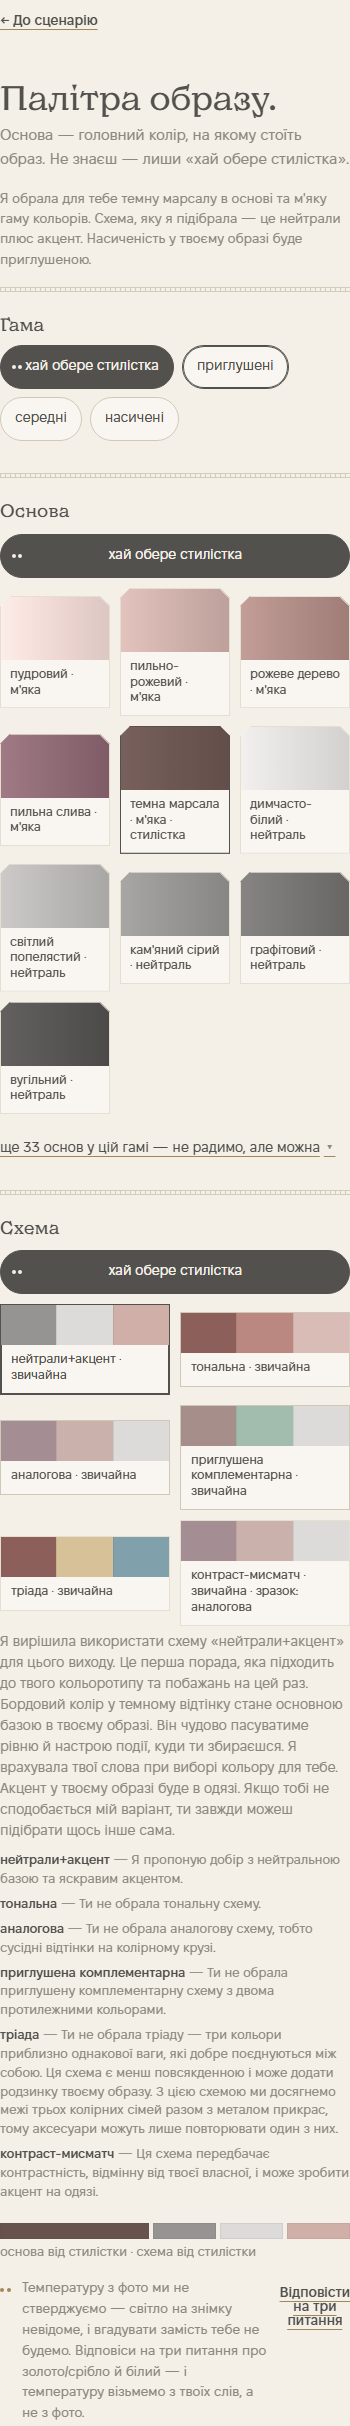 ← До сценарію
Палітра образу.
Основа — головний колір, на якому стоїть
образ. Не знаєш — лиши «хай обере стилістка».
Я обрала для тебе темну марсалу в основі та м'яку
гаму кольорів. Схема, яку я підібрала — це нейтрали
плюс акцент. Насиченість у твоєму образі буде
приглушеною.
Гама
хай обере стилістка
приглушені
середні
насичені
Основа
хай обере стилістка
пудровий ·
м'яка
пильно-
рожевий ·
м'яка
рожеве дерево
· м'яка
пильна слива ·
м'яка
темна марсала
· м'яка ·
стилістка
димчасто-
білий ·
нейтраль
світлий
попелястий ·
нейтраль
кам'яний сірий
· нейтраль
графітовий ·
нейтраль
вугільний ·
нейтраль
ще 33 основ у цій гамі — не радимо, але можна ▾
Схема
хай обере стилістка
нейтрали+акцент ·
звичайна
тональна · звичайна
аналогова · звичайна
приглушена
комплементарна ·
звичайна
тріада · звичайна
контраст-мисматч ·
звичайна · зразок:
аналогова
Я вирішила використати схему «нейтрали+акцент»
для цього виходу. Це перша порада, яка підходить
до твого кольоротипу та побажань на цей раз.
Бордовий колір у темному відтінку стане основною
базою в твоєму образі. Він чудово пасуватиме
рівню й настрою події, куди ти збираєшся. Я
врахувала твої слова при виборі кольору для тебе.
Акцент у твоєму образі буде в одязі. Якщо тобі не
сподобається мій варіант, ти завжди можеш
підібрати щось інше сама.
нейтрали+акцент — Я пропоную добір з нейтральною
базою та яскравим акцентом.
тональна — Ти не обрала тональну схему.
аналогова — Ти не обрала аналогову схему, тобто
сусідні відтінки на колірному крузі.
приглушена комплементарна — Ти не обрала
приглушену комплементарну схему з двома
протилежними кольорами.
тріада — Ти не обрала тріаду — три кольори
приблизно однакової ваги, які добре поєднуються між
собою. Ця схема є менш повсякденною і може додати
родзинку твоєму образу. З цією схемою ми досягнемо
межі трьох колірних сімей разом з металом прикрас,
тому аксесуари можуть лише повторювати один з них.
контраст-мисматч — Ця схема передбачає
контрастність, відмінну від твоєї власної, і може зробити
акцент на одязі.
основа від стилістки · схема від стилістки
Температуру з фото ми не
стверджуємо — світло на знімку
невідоме, і вгадувати замість тебе не
будемо. Відповіси на три питання про
золото/срібло й білий — і
температуру візьмемо з твоїх слів, а
не з фото.
Відповісти
на три
питання